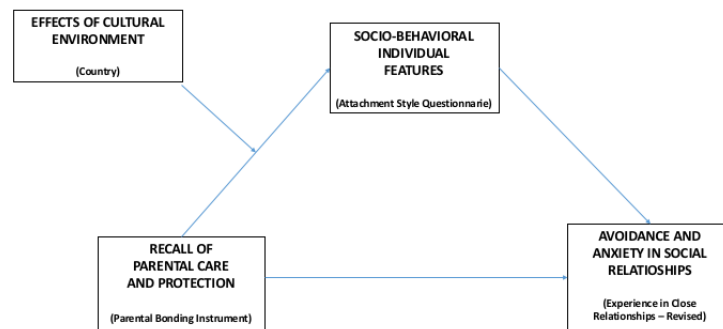 EFFECTS OF CULTURAL
ENVIRONMENT
(Country)
SOCIO-BEHAVIORAL
INDIVIDUAL
FEATURES
(Attachment Style Questionnarie)
RECALL OF
PARENTAL CARE
AND PROTECTION
(Parental Bonding Instrument)
AVOIDANCE AND
ANXIETY IN SOCIAL
RELATIOSHIPS
(Experience in Close
Relationships – Revised)